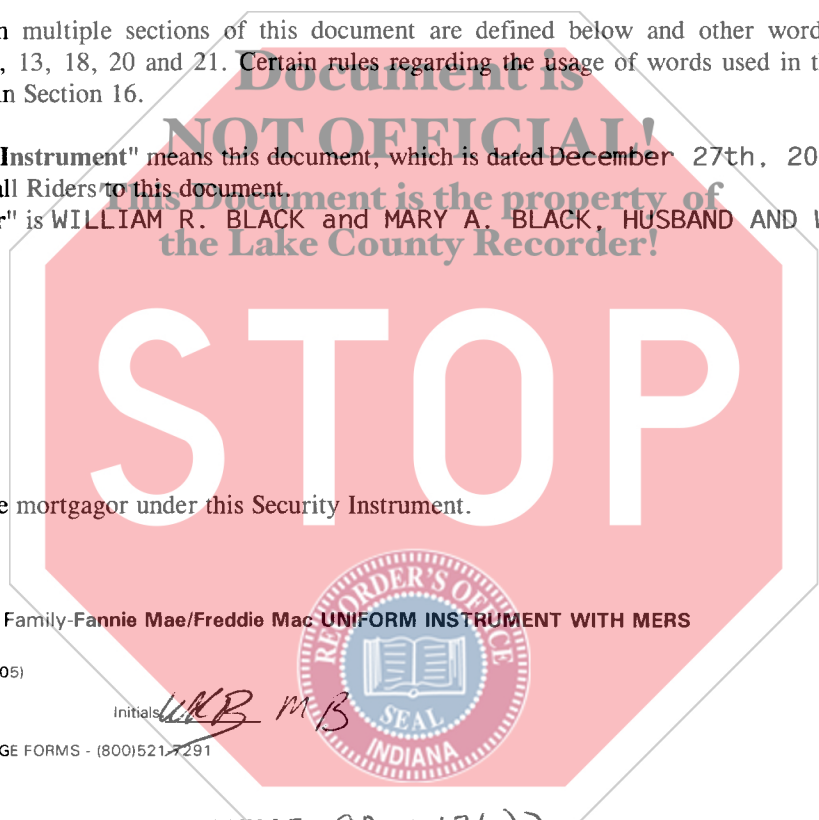 n multiple sections of this document are defined below and other word
, 13, 18, 20 and 21. Certain rules regarding the usage of words used in t
n Section 16.
Document is
NOT OFFICIAL!
This Document is the property of
the Lake County Recorder!
Instrument" means this document, which is dated December 27th, 20
ll Riders to this document.
r" is WILLIAM R. BLACK and MARY A. BLACK, HUSBAND AND W
STOP
e mortgagor under this Security Instrument.
Family-Fannie Mae/Freddie Mac UNIFORM INSTRUMENT WITH MERS
05)
Initials WRB MB
GE FORMS - (800)521-7291
RECORDER'S OFFICE
SEAL
INDIANA